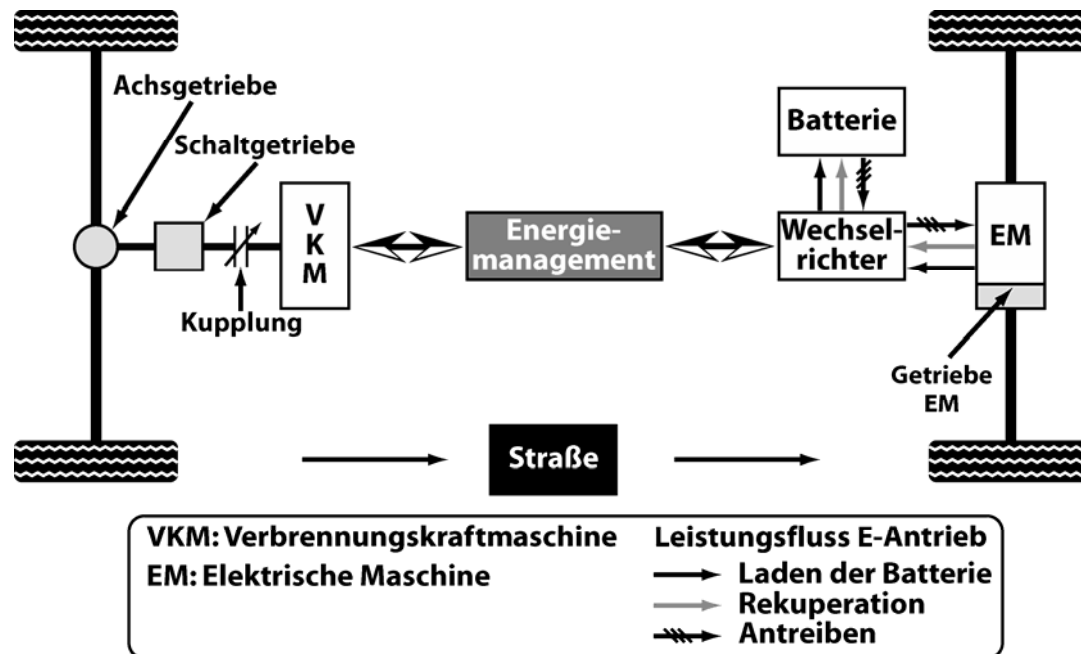 Achsgetriebe
Schaltgetriebe
V
K
M
Kupplung
Energie-
management
Batterie
Wechsel-
richter
EM
Getriebe
EM
Straße
VKM: Verbrennungskraftmaschine
EM: Elektrische Maschine
Leistungsfluss E-Antrieb
Laden der Batterie
Rekuperation
Antreiben